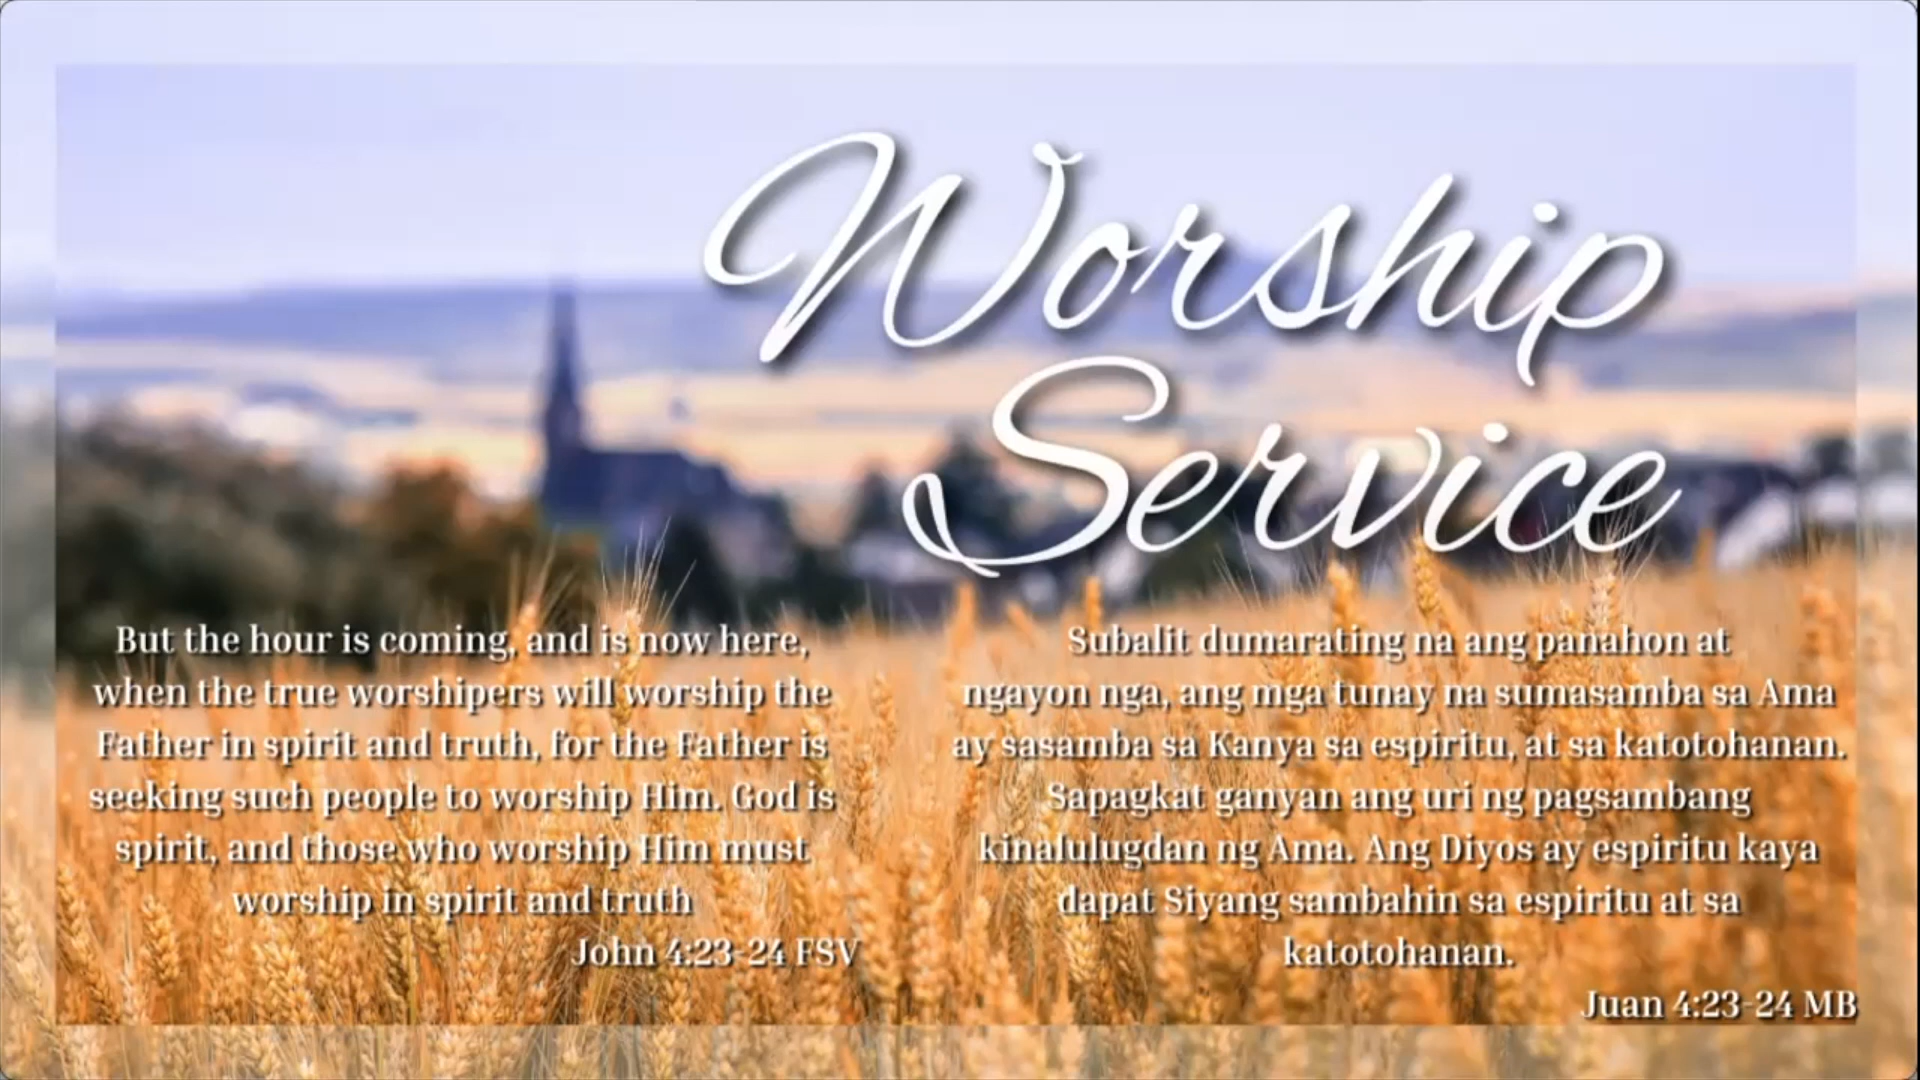 Worship
Service
But the hour is coming, and is now here,
when the true worshipers will worship the
Father in spirit and truth, for the Father is
seeking such people to worship Him. God is
spirit, and those who worship Him must
worship in spirit and truth
John 4:23-24 FSV
Subalit dumarating na ang panahon at
ngayon nga, ang mga tunay na sumasamba sa Ama
ay sasamba sa Kanya sa espiritu, at sa katotohanan.
Sapagkat ganyan ang uri ng pagsambang
kinalulugdan ng Ama. Ang Diyos ay espiritu kaya
dapat Siyang sambahin sa espiritu at sa
katotohanan.
Juan 4:23-24 MB